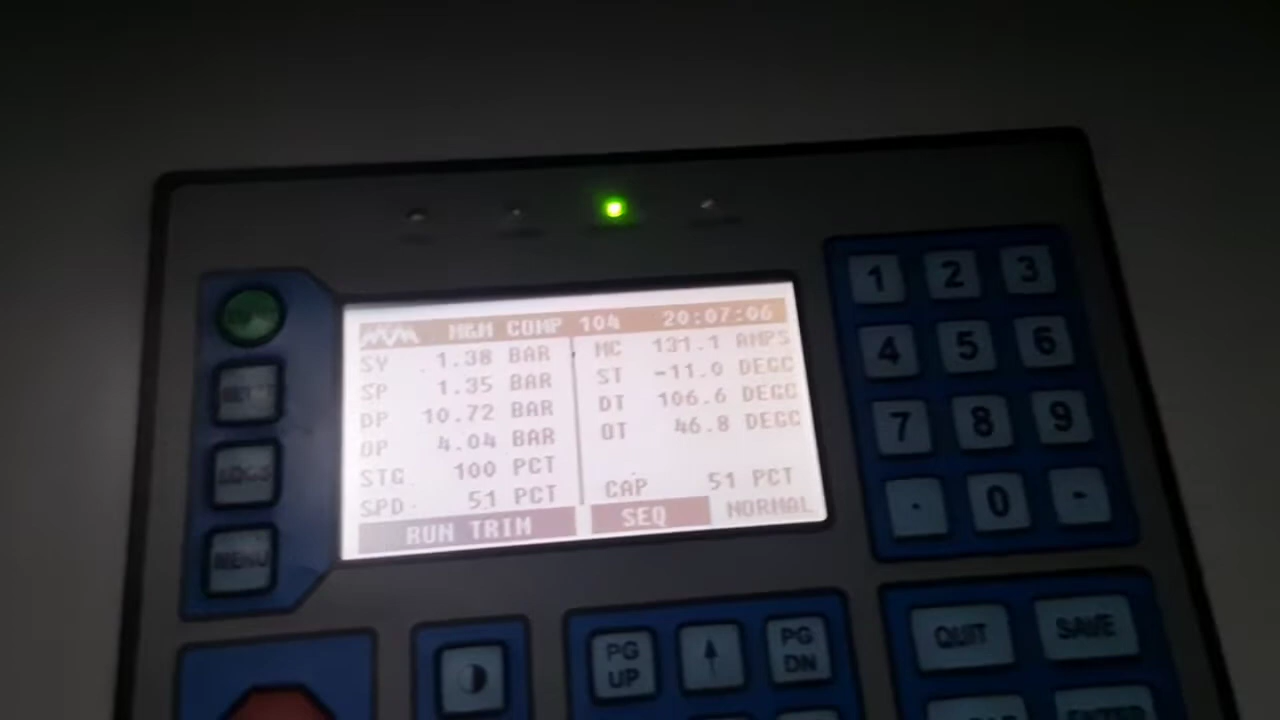 M&M COMP 104 20:07:06
SY 1.38 BAR
SP 1.35 BAR
DP 10.72 BAR
OP 4.04 BAR
STG 100 PCT
SPD 51 PCT
MC 131.1 AMPS
ST -11.0 DEGC
DT 106.6 DEGC
OT 46.8 DEGC
CAP 51 PCT
RUN TRIM SEQ NORMAL
MENU
1 2 3
4 5 6
7 8 9
. 0 -
PG UP
PG DN
QUIT SAVE
ENTER